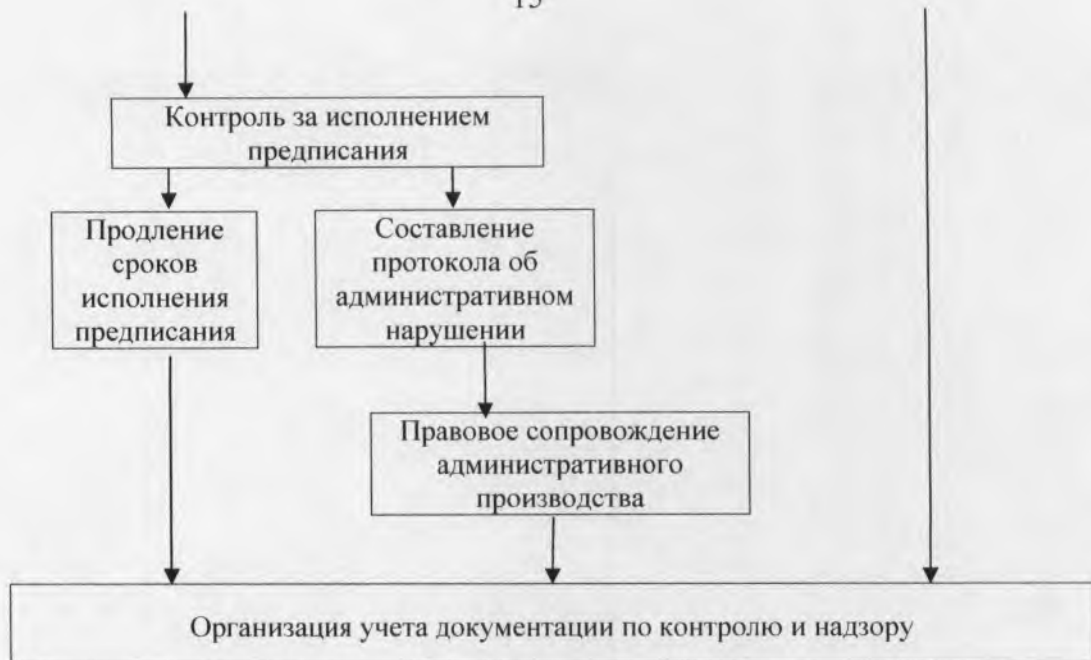 Контроль за исполнением
предписания
Продление
сроков
исполнения
предписания
Составление
протокола об
административном
нарушении
Правовое сопровождение
административного
производства
Организация учета документации по контролю и надзору